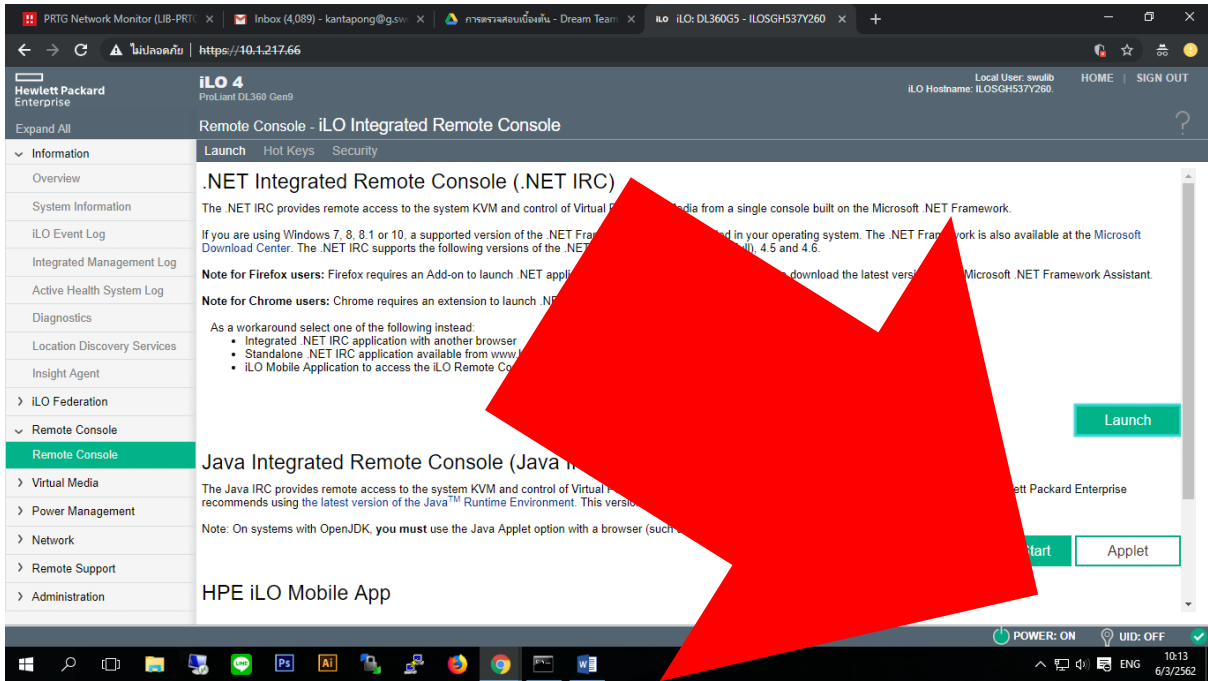 PRTG Network Monitor (LIB-PRTG
Inbox (4,089) - kantapong@g.sw
การตรวจสอบเบื้องต้น - Dream Team
iLO iLO: DL360G5 - ILOSGH537Y260
ไม่ปลอดภัย | https://10.1.217.66
Hewlett Packard
Enterprise
iLO 4
ProLiant DL360 Gen9
Local User: swulib
iLO Hostname: ILOSGH537Y260.
HOME | SIGN OUT
Expand All
Remote Console - iLO Integrated Remote Console
?
Information
Overview
System Information
iLO Event Log
Integrated Management Log
Active Health System Log
Diagnostics
Location Discovery Services
Insight Agent
iLO Federation
Remote Console
Remote Console
Virtual Media
Power Management
Network
Remote Support
Administration
Launch Hot Keys Security
.NET Integrated Remote Console (.NET IRC)
The .NET IRC provides remote access to the system KVM and control of Virtual from a single console built on the Microsoft .NET Framework.
If you are using Windows 7, 8, 8.1 or 10, a supported version of the .NET in your operating system. The .NET Framework is also available at the Microsoft
Download Center. The .NET IRC supports the following versions of the .NET 4.5 and 4.6.
Note for Firefox users: Firefox requires an Add-on to launch .NET download the latest Microsoft .NET Framework Assistant.
Note for Chrome users: Chrome requires an extension to launch
As a workaround select one of the following instead:
• Integrated .NET IRC application with another browser
• Standalone .NET IRC application available from
• iLO Mobile Application to access the iLO Remote
Launch
Java Integrated Remote Console (Java
The Java IRC provides remote access to the system KVM and control of Virtual Packard Enterprise
recommends using the latest version of the Java™ Runtime Environment. This
Note: On systems with OpenJDK, you must use the Java Applet option with a browser (such
Start
Applet
HPE iLO Mobile App
POWER: ON UID: OFF
LINE Ps Ai W
ENG
10:13
6/3/2562